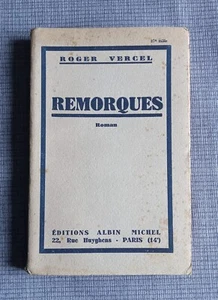 ROGER VERCEL
REMORQUES
Roman
ÉDITIONS ALBIN MICHEL
22, Rue Huyghens - PARIS (14e)